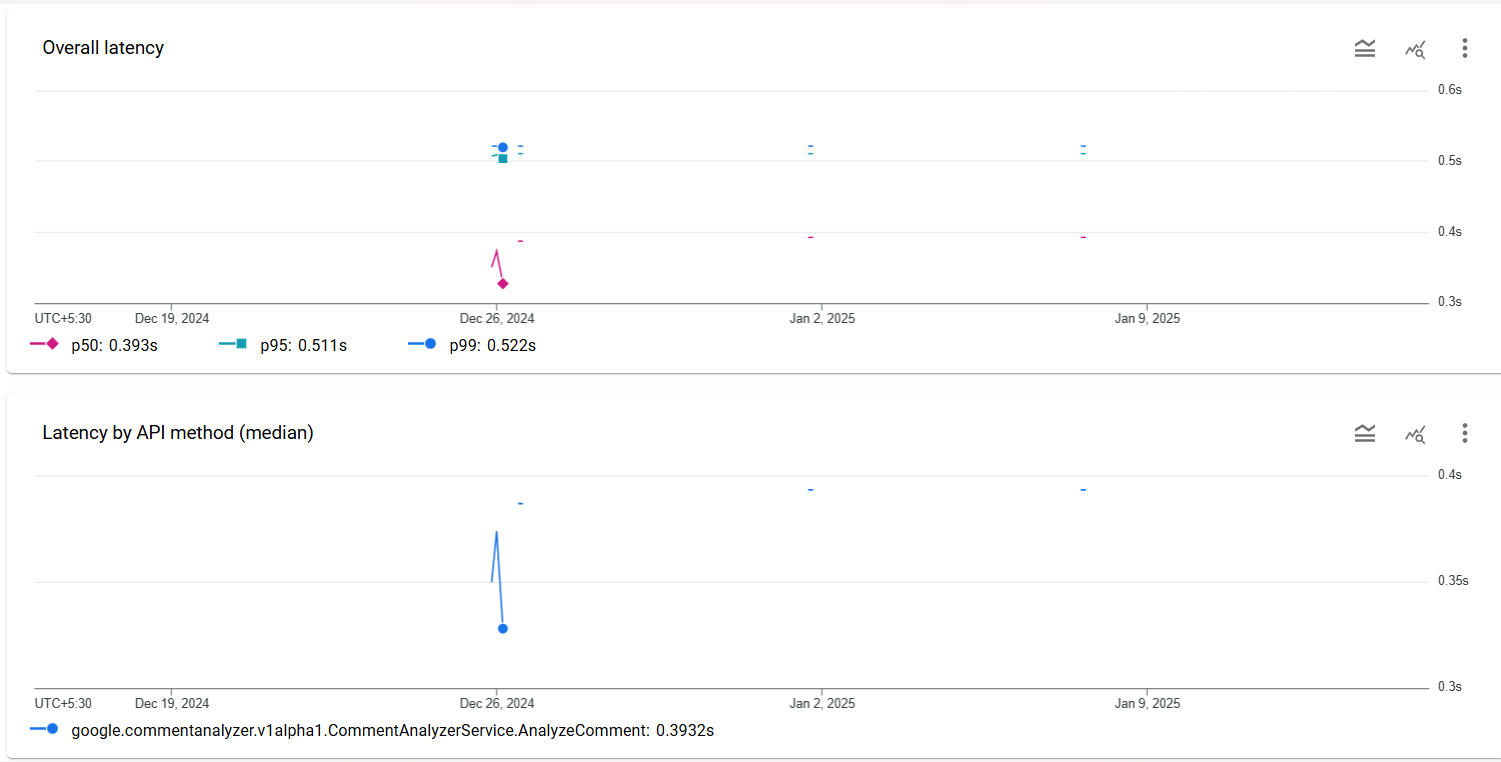 Overall latency
0.6s
0.5s
0.4s
0.3s
UTC+5:30 Dec 19, 2024 Dec 26, 2024 Jan 2, 2025 Jan 9, 2025
p50: 0.393s p95: 0.511s p99: 0.522s
Latency by API method (median)
0.4s
0.35s
0.3s
UTC+5:30 Dec 19, 2024 Dec 26, 2024 Jan 2, 2025 Jan 9, 2025
google.commentanalyzer.v1alpha1.CommentAnalyzerService.AnalyzeComment: 0.3932s